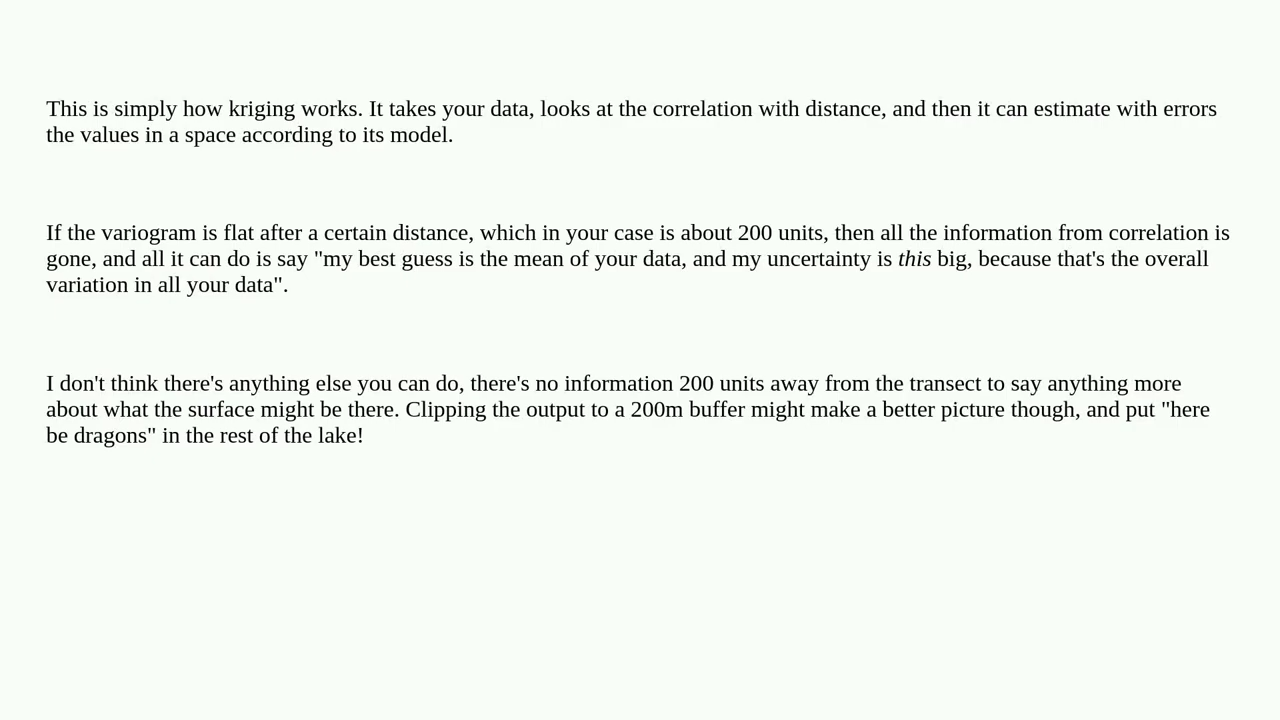 This is simply how kriging works. It takes your data, looks at the correlation with distance, and then it can estimate with errors
the values in a space according to its model.
If the variogram is flat after a certain distance, which in your case is about 200 units, then all the information from correlation is
gone, and all it can do is say "my best guess is the mean of your data, and my uncertainty is this big, because that's the overall
variation in all your data".
I don't think there's anything else you can do, there's no information 200 units away from the transect to say anything more
about what the surface might be there. Clipping the output to a 200m buffer might make a better picture though, and put "here
be dragons" in the rest of the lake!